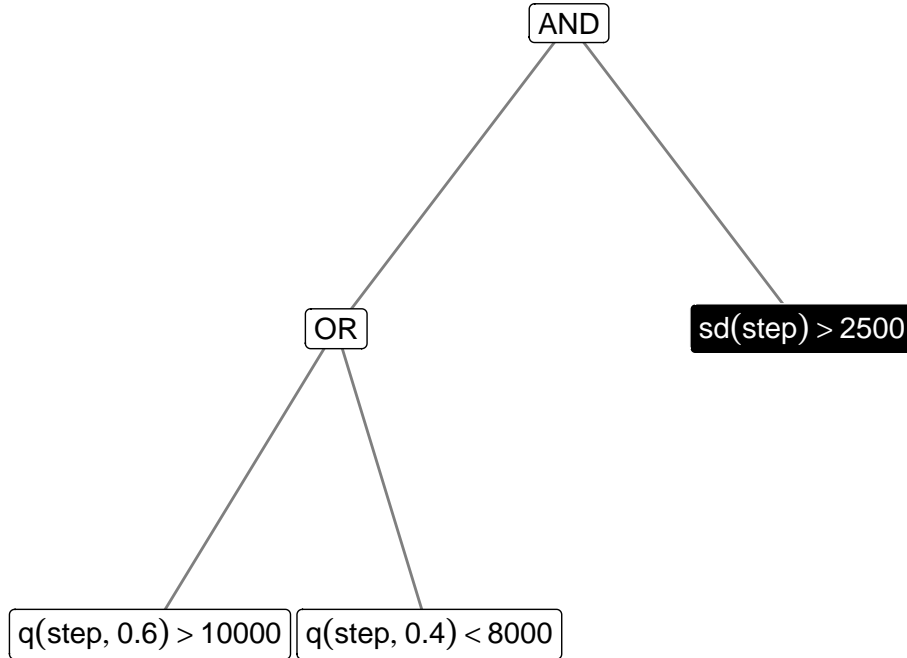 AND
OR
sd(step) > 2500
q(step, 0.6) > 10000
q(step, 0.4) < 8000